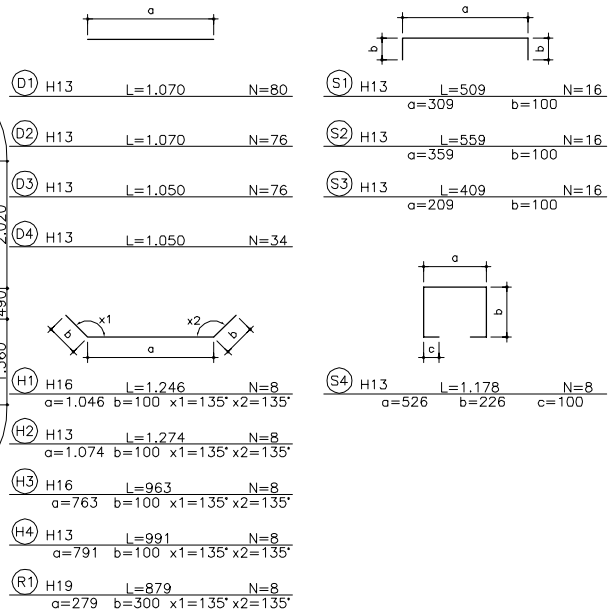 a
D1 H13 L=1.070 N=80
D2 H13 L=1.070 N=76
D3 H13 L=1.050 N=76
D4 H13 L=1.050 N=34
x1 x2
b b
a
H1 H16 L=1.246 N=8
a=1.046 b=100 x1=135° x2=135°
H2 H13 L=1.274 N=8
a=1.074 b=100 x1=135° x2=135°
H3 H16 L=963 N=8
a=763 b=100 x1=135° x2=135°
H4 H13 L=991 N=8
a=791 b=100 x1=135° x2=135°
R1 H19 L=879 N=8
a=279 b=300 x1=135° x2=135°
a
b b
S1 H13 L=509 N=16
a=309 b=100
S2 H13 L=559 N=16
a=359 b=100
S3 H13 L=409 N=16
a=209 b=100
a
b
c
S4 H13 L=1.178 N=8
a=526 b=226 c=100
2.020
490